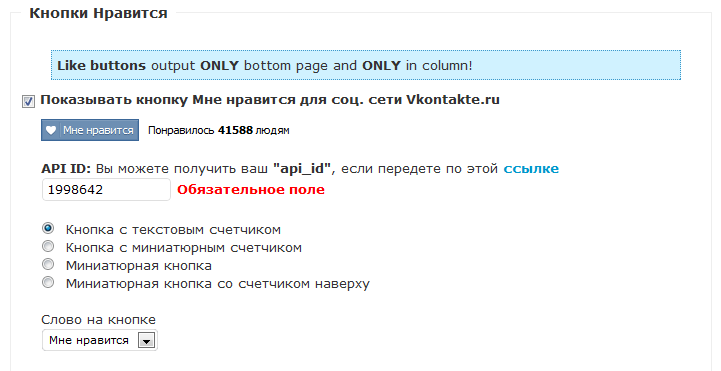 Кнопки Нравится
Like buttons output ONLY bottom page and ONLY in column!
Показывать кнопку Мне нравится для соц. сети Vkontakte.ru
Мне нравится Понравилось 41588 людям
API ID: Вы можете получить ваш "api_id", если передете по этой ссылке
1998642 Обязательное поле
Кнопка с текстовым счетчиком
Кнопка с миниатюрным счетчиком
Миниатюрная кнопка
Миниатюрная кнопка со счетчиком наверху
Слово на кнопке
Мне нравится